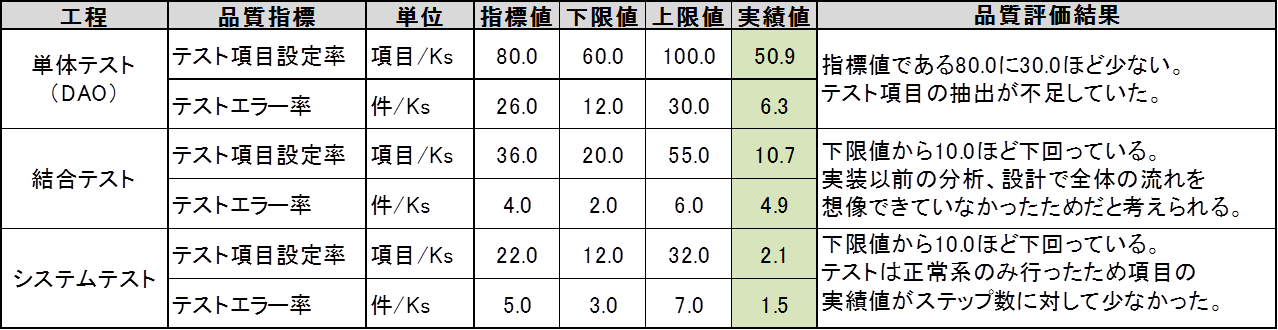 工程 品質指標 単位 指標値 下限値 上限値 実績値 品質評価結果
単体テスト
（DAO）
テスト項目設定率 項目/Ks 80.0 60.0 100.0 50.9
テストエラー率 件/Ks 26.0 12.0 30.0 6.3
指標値である80.0に30.0ほど少ない。
テスト項目の抽出が不足していた。
結合テスト
テスト項目設定率 項目/Ks 36.0 20.0 55.0 10.7
テストエラー率 件/Ks 4.0 2.0 6.0 4.9
下限値から10.0ほど下回っている。
実装以前の分析、設計で全体の流れを
想像できていなかったためだと考えられる。
システムテスト
テスト項目設定率 項目/Ks 22.0 12.0 32.0 2.1
テストエラー率 件/Ks 5.0 3.0 7.0 1.5
下限値から10.0ほど下回っている。
テストは正常系のみ行ったため項目の
実績値がステップ数に対して少なかった。